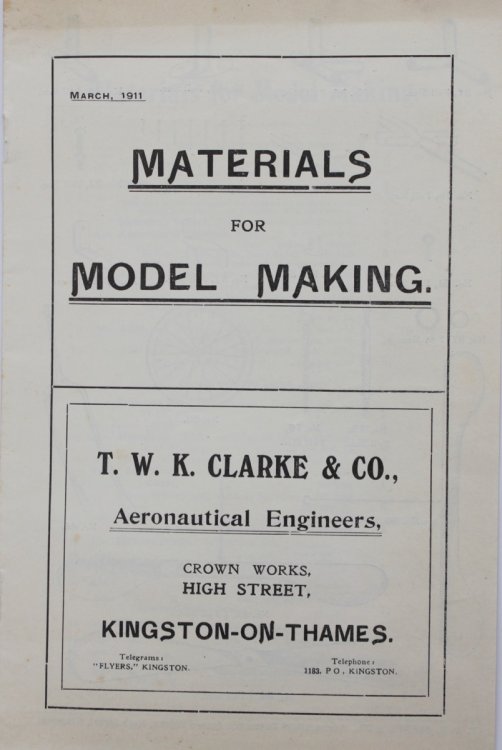 MARCH, 1911
MATERIALS
FOR
MODEL MAKING.
T. W. K. CLARKE & CO.,
Aeronautical Engineers,
CROWN WORKS,
HIGH STREET,
KINGSTON-ON-THAMES.
Telegrams: Telephone:
"FLYERS," KINGSTON. 1183, P O, KINGSTON.